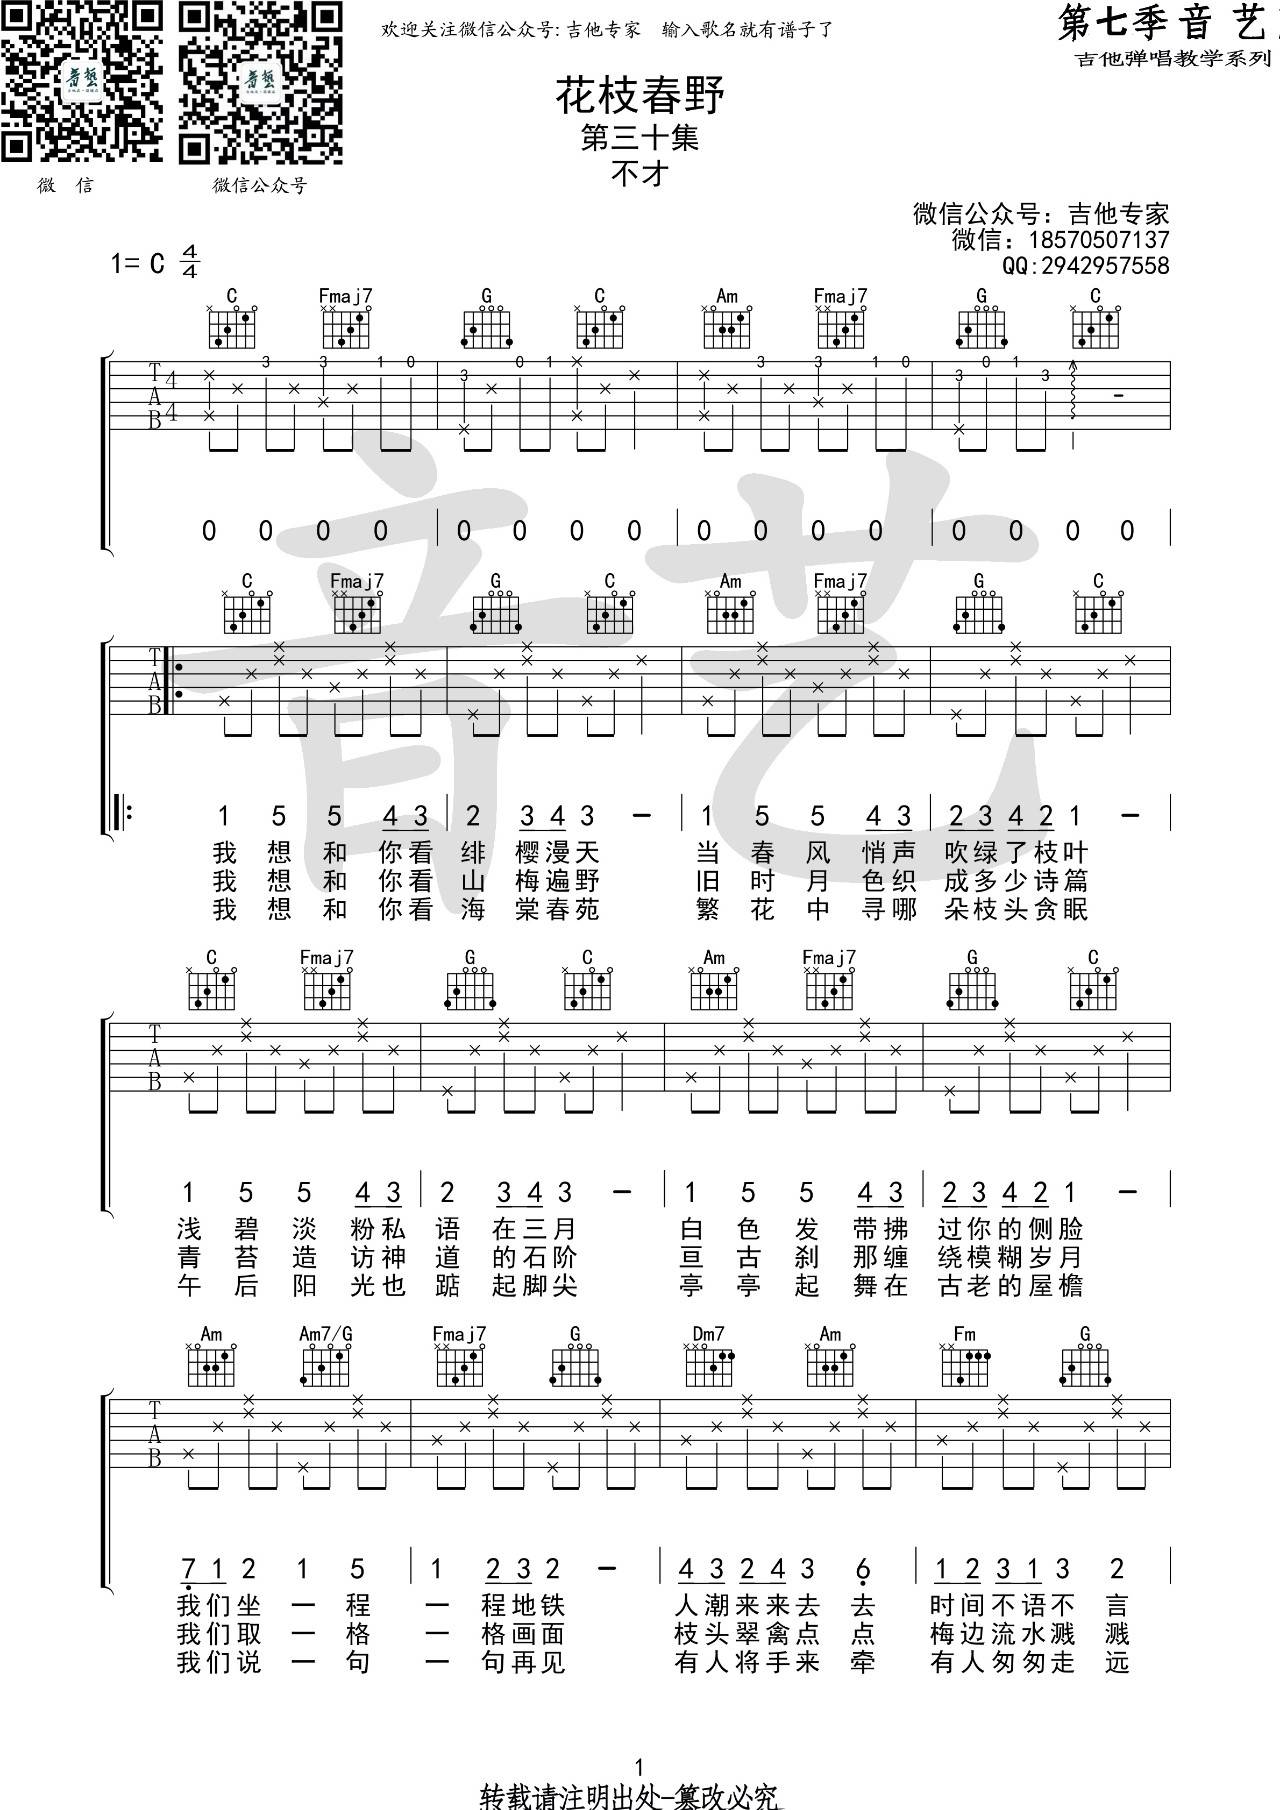 欢迎关注微信公众号:吉他专家 输入歌名就有谱子了
第七季音艺
吉他弹唱教学系列
花枝春野
第三十集
不才
微 信
微信公众号
微信公众号：吉他专家
微信：18570507137
QQ:2942957558
1= C 4/4
C Fmaj7 G C Am Fmaj7 G C
3 3 1 0 3 0 1 3 3 1 0 3 0 1 3
T A B 4/4
0 0 0 0 0 0 0 0 0 0 0 0 0 0 0 0
音艺
C Fmaj7 G C Am Fmaj7 G C
T A B
1 5 5 4 3 2 3 4 3 － 1 5 5 4 3 2 3 4 2 1 －
我想和你看绯樱漫天 当春风悄声吹绿了枝叶
我想和你看山梅遍野 旧时月色织成多少诗篇
我想和你看海棠春苑 繁花中寻哪朵枝头贪眠
C Fmaj7 G C Am Fmaj7 G C
T A B
1 5 5 4 3 2 3 4 3 － 1 5 5 4 3 2 3 4 2 1 －
浅碧淡粉私语在三月 白色发带拂过你的侧脸
青苔造访神道的石阶 亘古刹那缠绕模糊岁月
午后阳光也踮起脚尖 亭亭起舞在古老的屋檐
Am Am7/G Fmaj7 G Dm7 Am Fm G
T A B
7 1 2 1 5 1 2 3 2 － 4 3 2 4 3 6 1 2 3 1 3 2
我们坐一程一程地铁 人潮来来去去时间不语不言
我们取一格一格画面 枝头翠禽点点梅边流水溅溅
我们说一句一句再见 有人将手来牵有人匆匆走远
1
转载请注明出处-篡改必究